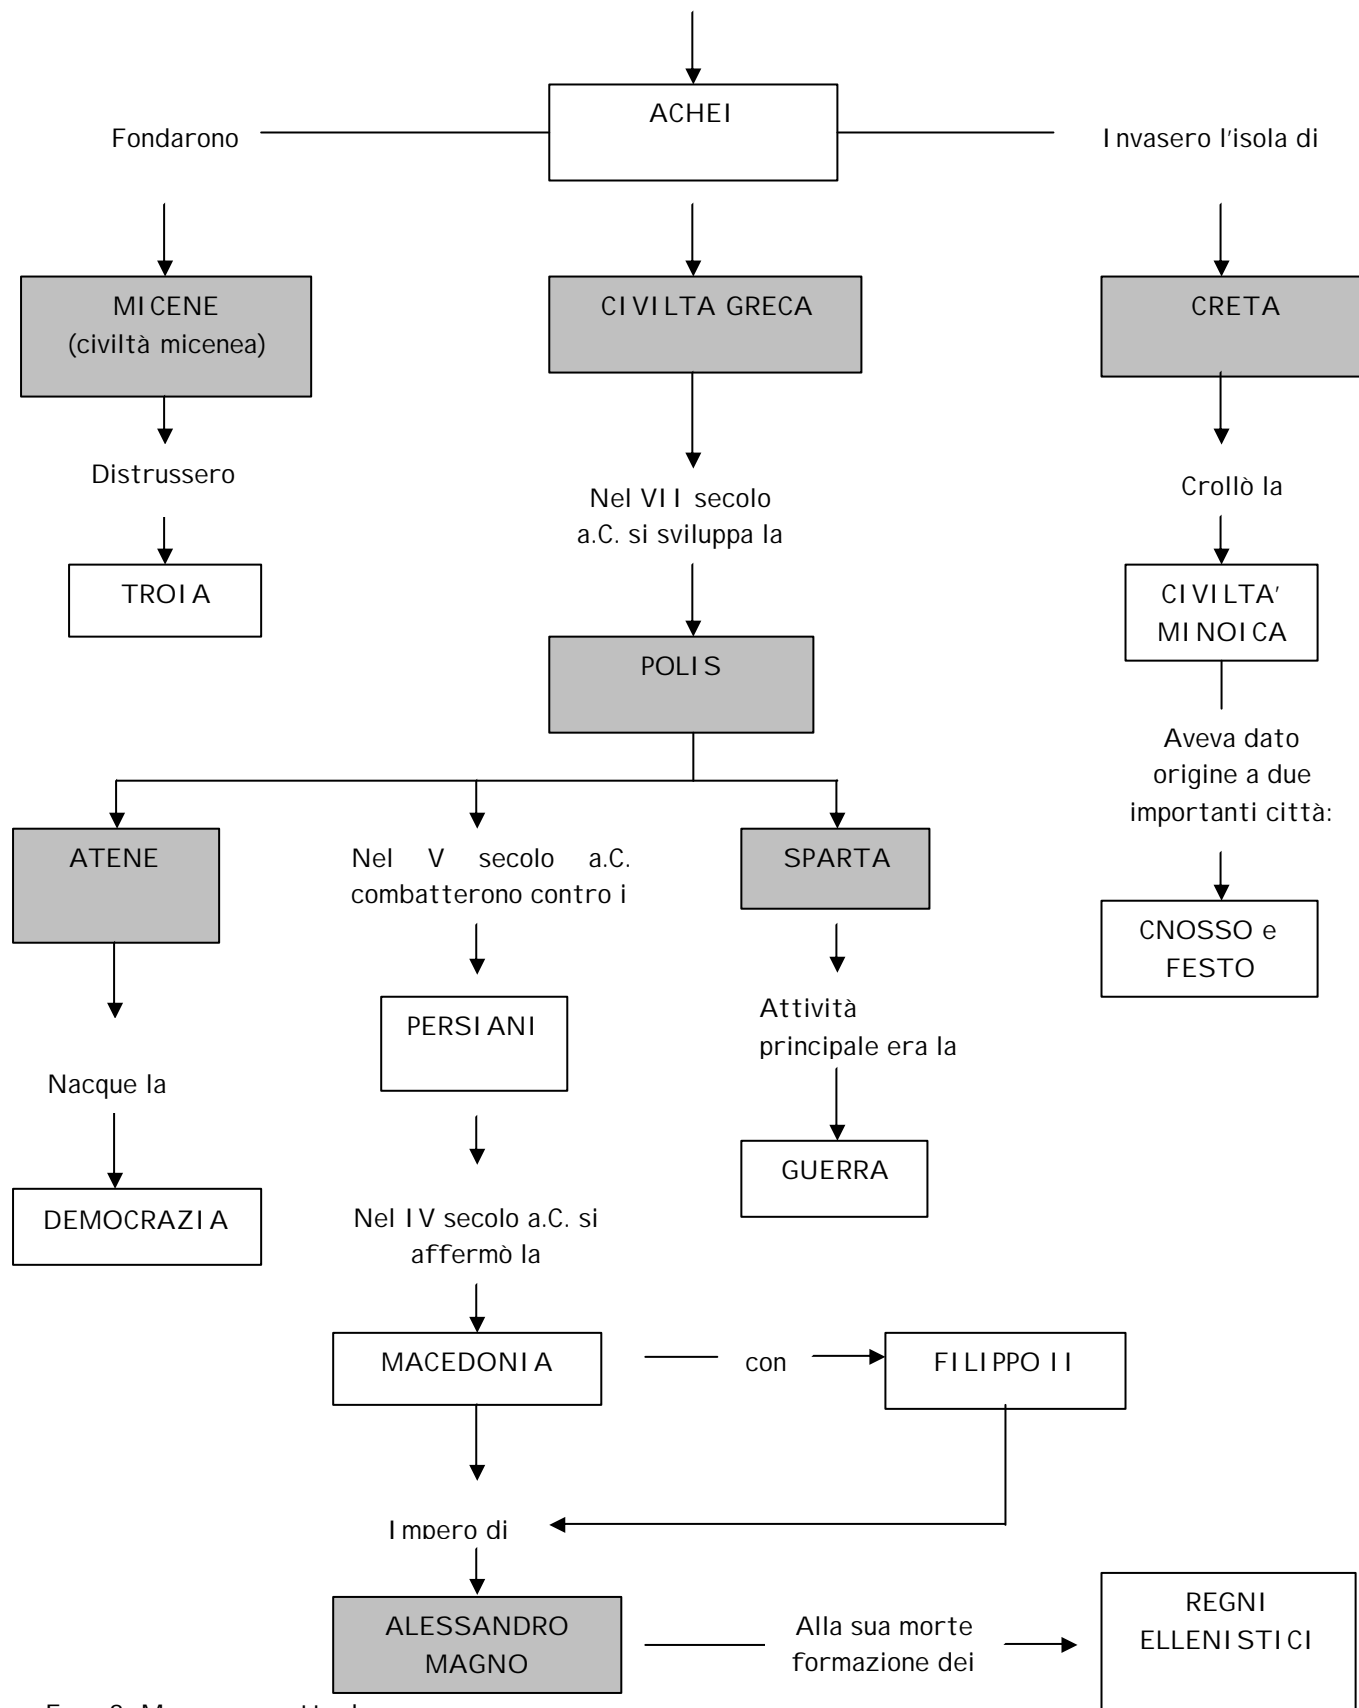 ACHEI
Fondarono
Invasero l'isola di
MICENE
(civiltà micenea)
CIVILTA GRECA
CRETA
Distrussero
Nel VII secolo
a.C. si sviluppa la
Crollò la
TROIA
CIVILTA'
MINOICA
POLIS
Aveva dato
origine a due
importanti città:
ATENE
Nel V secolo a.C.
combatterono contro i
SPARTA
CNOSSO e
FESTO
PERSIANI
Attività
principale era la
Nacque la
GUERRA
DEMOCRAZIA
Nel IV secolo a.C. si
affermò la
MACEDONIA
con
FILIPPO II
Impero di
ALESSANDRO
MAGNO
Alla sua morte
formazione dei
REGNI
ELLENISTICI